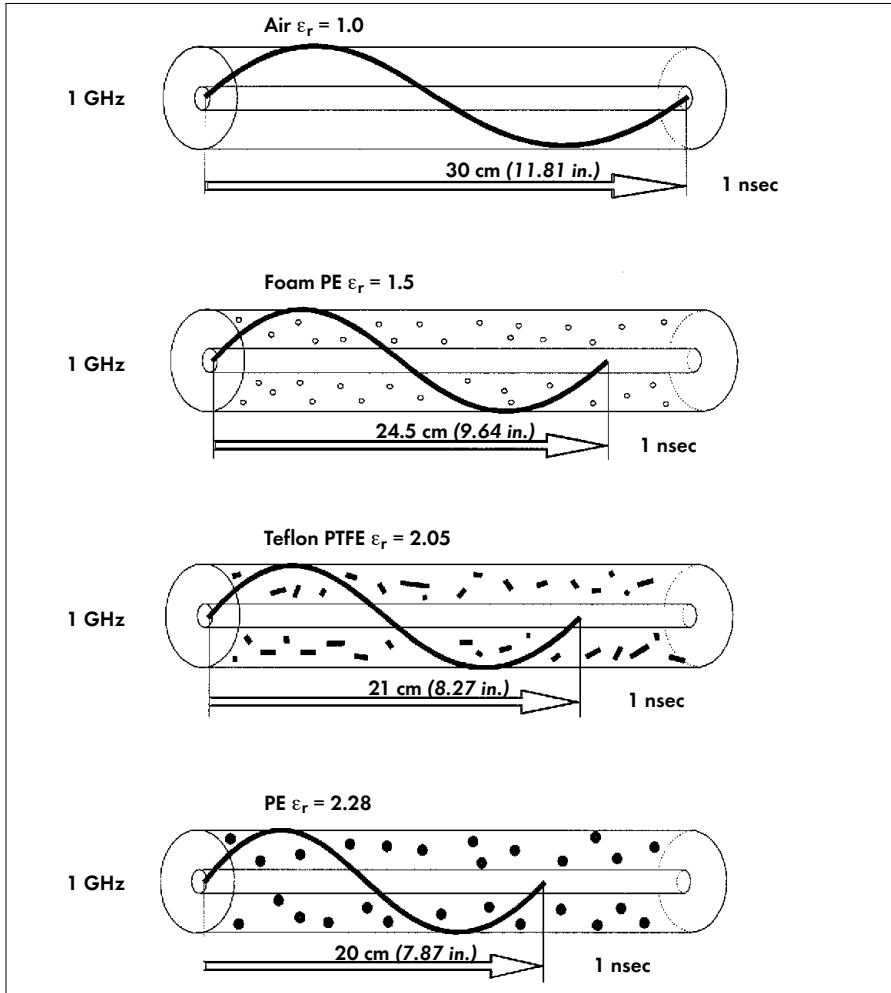 Air εr = 1.0
1 GHz
30 cm (11.81 in.)
1 nsec
Foam PE εr = 1.5
1 GHz
24.5 cm (9.64 in.)
1 nsec
Teflon PTFE εr = 2.05
1 GHz
21 cm (8.27 in.)
1 nsec
PE εr = 2.28
1 GHz
20 cm (7.87 in.)
1 nsec